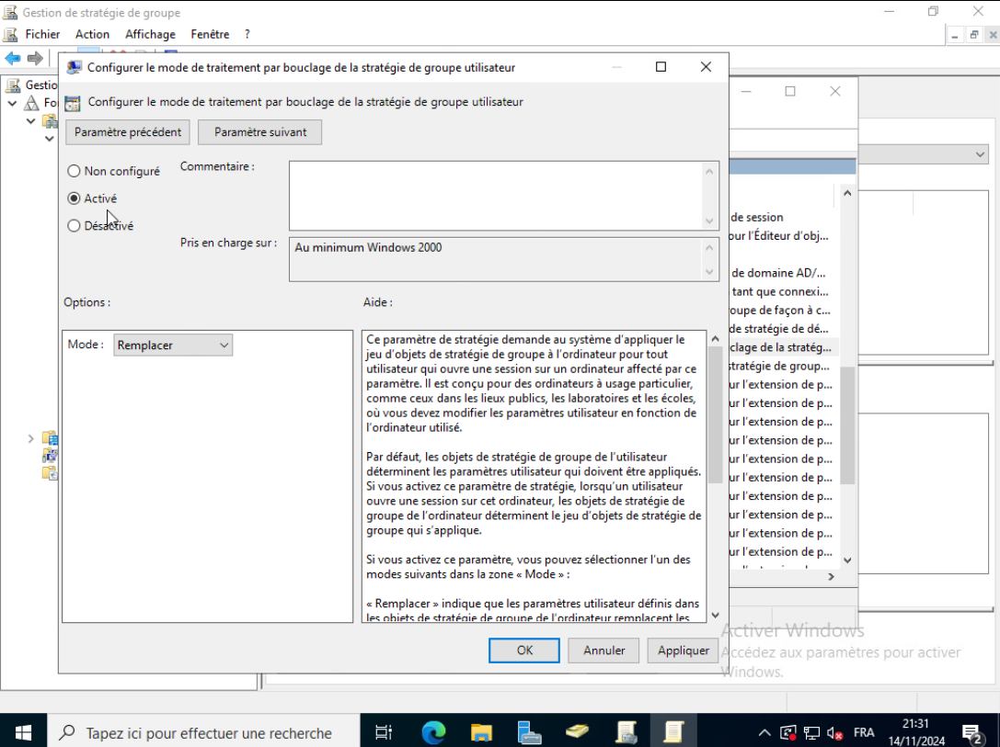 Gestion de stratégie de groupe
Fichier Action Affichage Fenêtre ?
Configurer le mode de traitement par bouclage de la stratégie de groupe utilisateur
Gestio
Fo
Configurer le mode de traitement par bouclage de la stratégie de groupe utilisateur
Paramètre précédent Paramètre suivant
Non configuré
Activé
Désactivé
Commentaire :
Pris en charge sur :
Au minimum Windows 2000
Options :
Aide :
Mode : Remplacer
Ce paramètre de stratégie demande au système d'appliquer le
jeu d'objets de stratégie de groupe à l'ordinateur pour tout
utilisateur qui ouvre une session sur un ordinateur affecté par ce
paramètre. Il est conçu pour des ordinateurs à usage particulier,
comme ceux dans les lieux publics, les laboratoires et les écoles,
où vous devez modifier les paramètres utilisateur en fonction de
l'ordinateur utilisé.
Par défaut, les objets de stratégie de groupe de l'utilisateur
déterminent les paramètres utilisateur qui doivent être appliqués.
Si vous activez ce paramètre de stratégie, lorsqu'un utilisateur
ouvre une session sur cet ordinateur, les objets de stratégie de
groupe de l'ordinateur déterminent le jeu d'objets de stratégie de
groupe qui s'applique.
Si vous activez ce paramètre, vous pouvez sélectionner l'un des
modes suivants dans la zone « Mode » :
« Remplacer » indique que les paramètres utilisateur définis dans
les objets de stratégie de groupe de l'ordinateur remplacent les
OK Annuler Appliquer
de session
our l'Éditeur d'obj...
de domaine AD/...
tant que connexi...
oupe de façon à c...
de stratégie de dé...
clage de la stratég...
stratégie de group...
ur l'extension de p...
ur l'extension de p...
ur l'extension de p...
ur l'extension de p...
ur l'extension de p...
ur l'extension de p...
ur l'extension de p...
ur l'extension de p...
ur l'extension de p...
ur l'extension de p...
Activer Windows
Accédez aux paramètres pour activer
Windows.
Tapez ici pour effectuer une recherche
FRA
21:31
14/11/2024
2